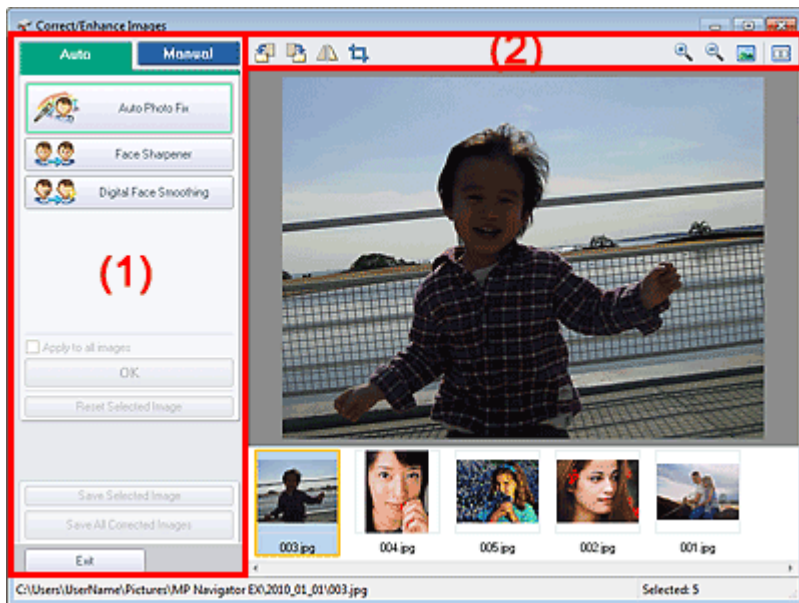 Correct/Enhance Images
Auto
Manual
(2)
Auto Photo Fix
Face Sharpener
Digital Face Smoothing
(1)
Apply to all images
OK
Reset Selected Image
Save Selected Image
Save All Corrected Images
Exit
003.jpg
004.jpg
005.jpg
002.jpg
001.jpg
C:\Users\UserName\Pictures\MP Navigator EX\2010_01_01\003.jpg
Selected: 5